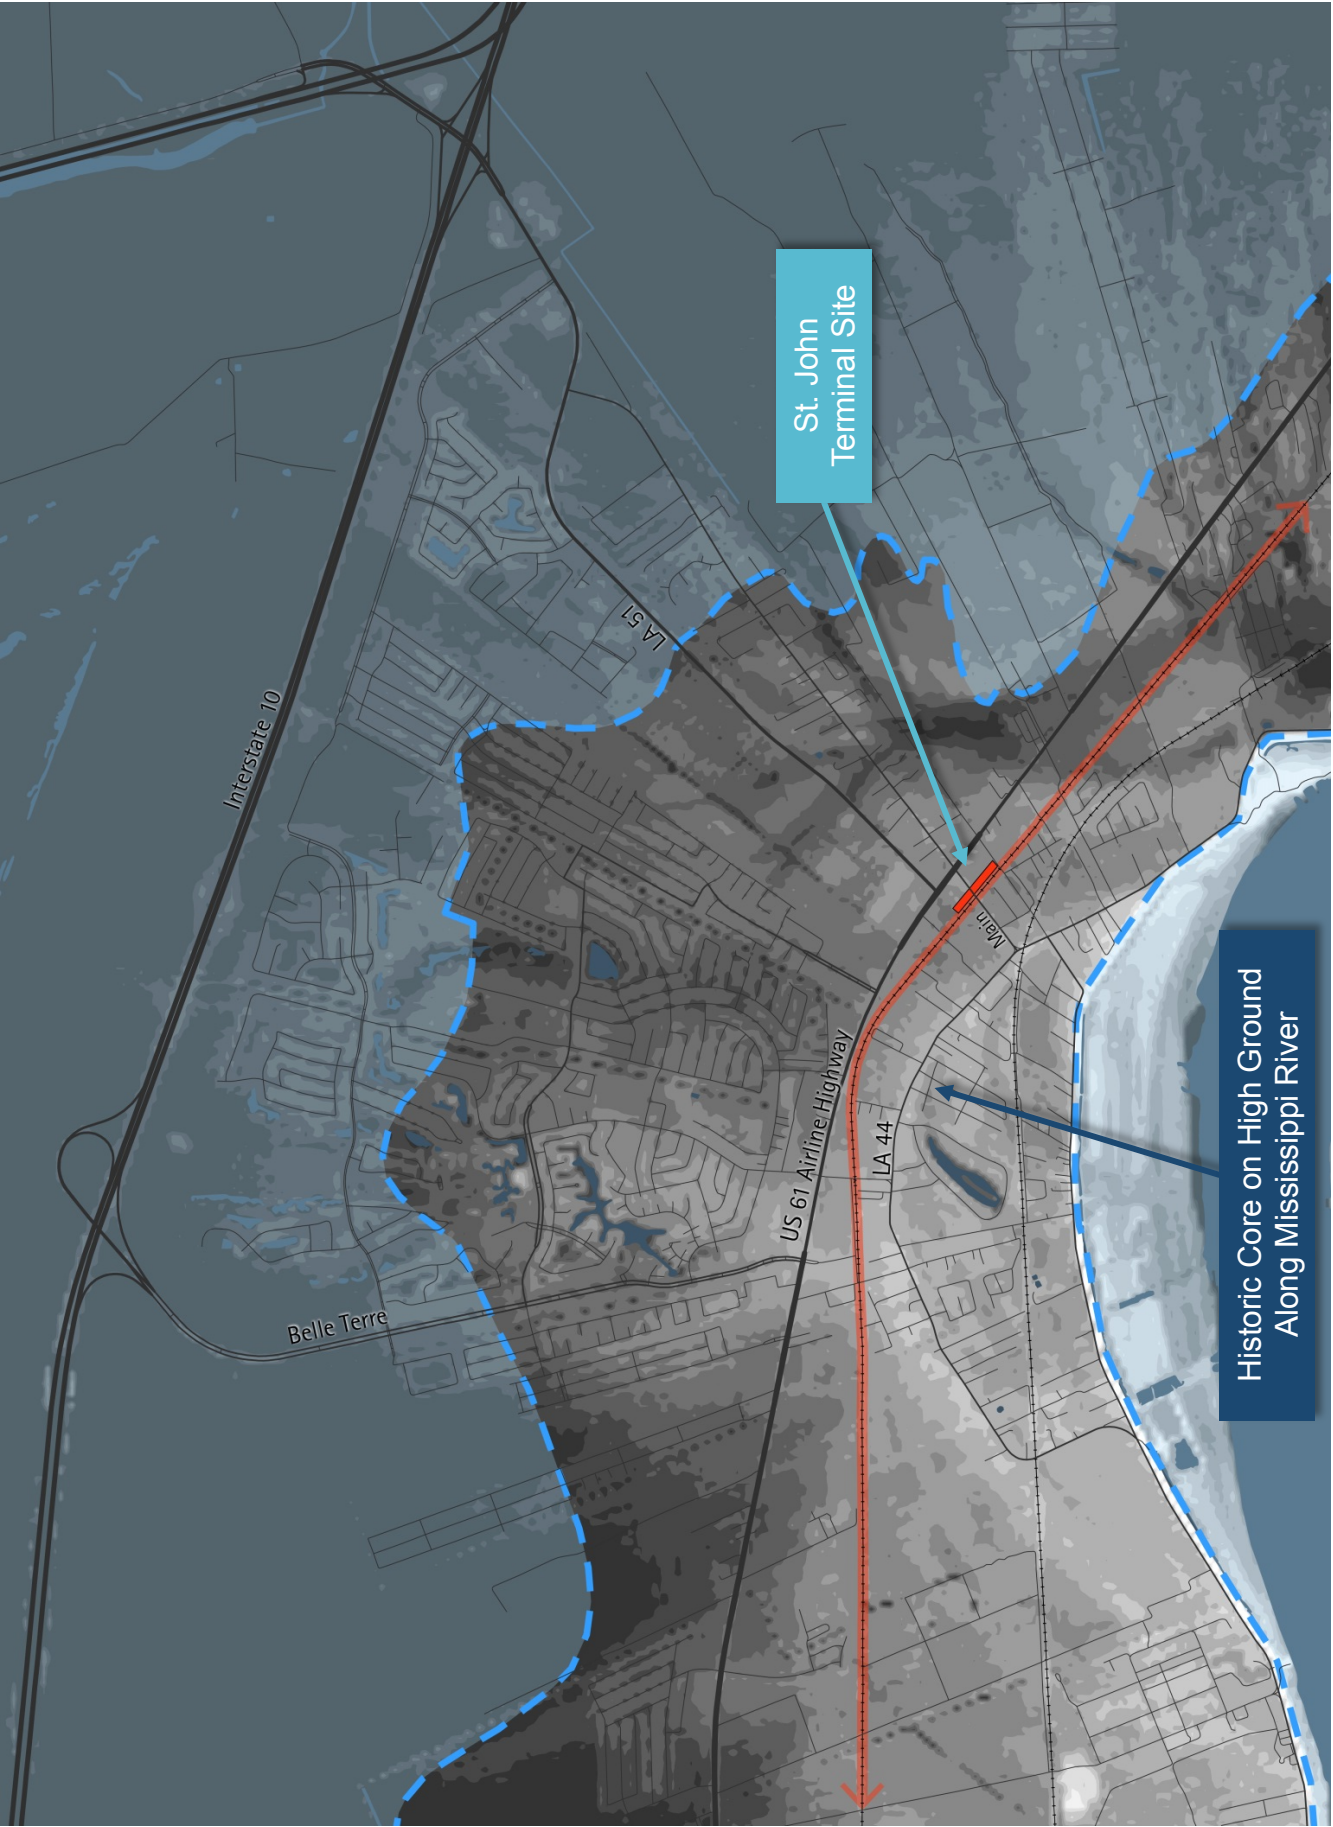 Interstate 10
LA 51
St. John
Terminal Site
Belle Terre
US 61 Airline Highway
Main
LA 44
Historic Core on High Ground
Along Mississippi River